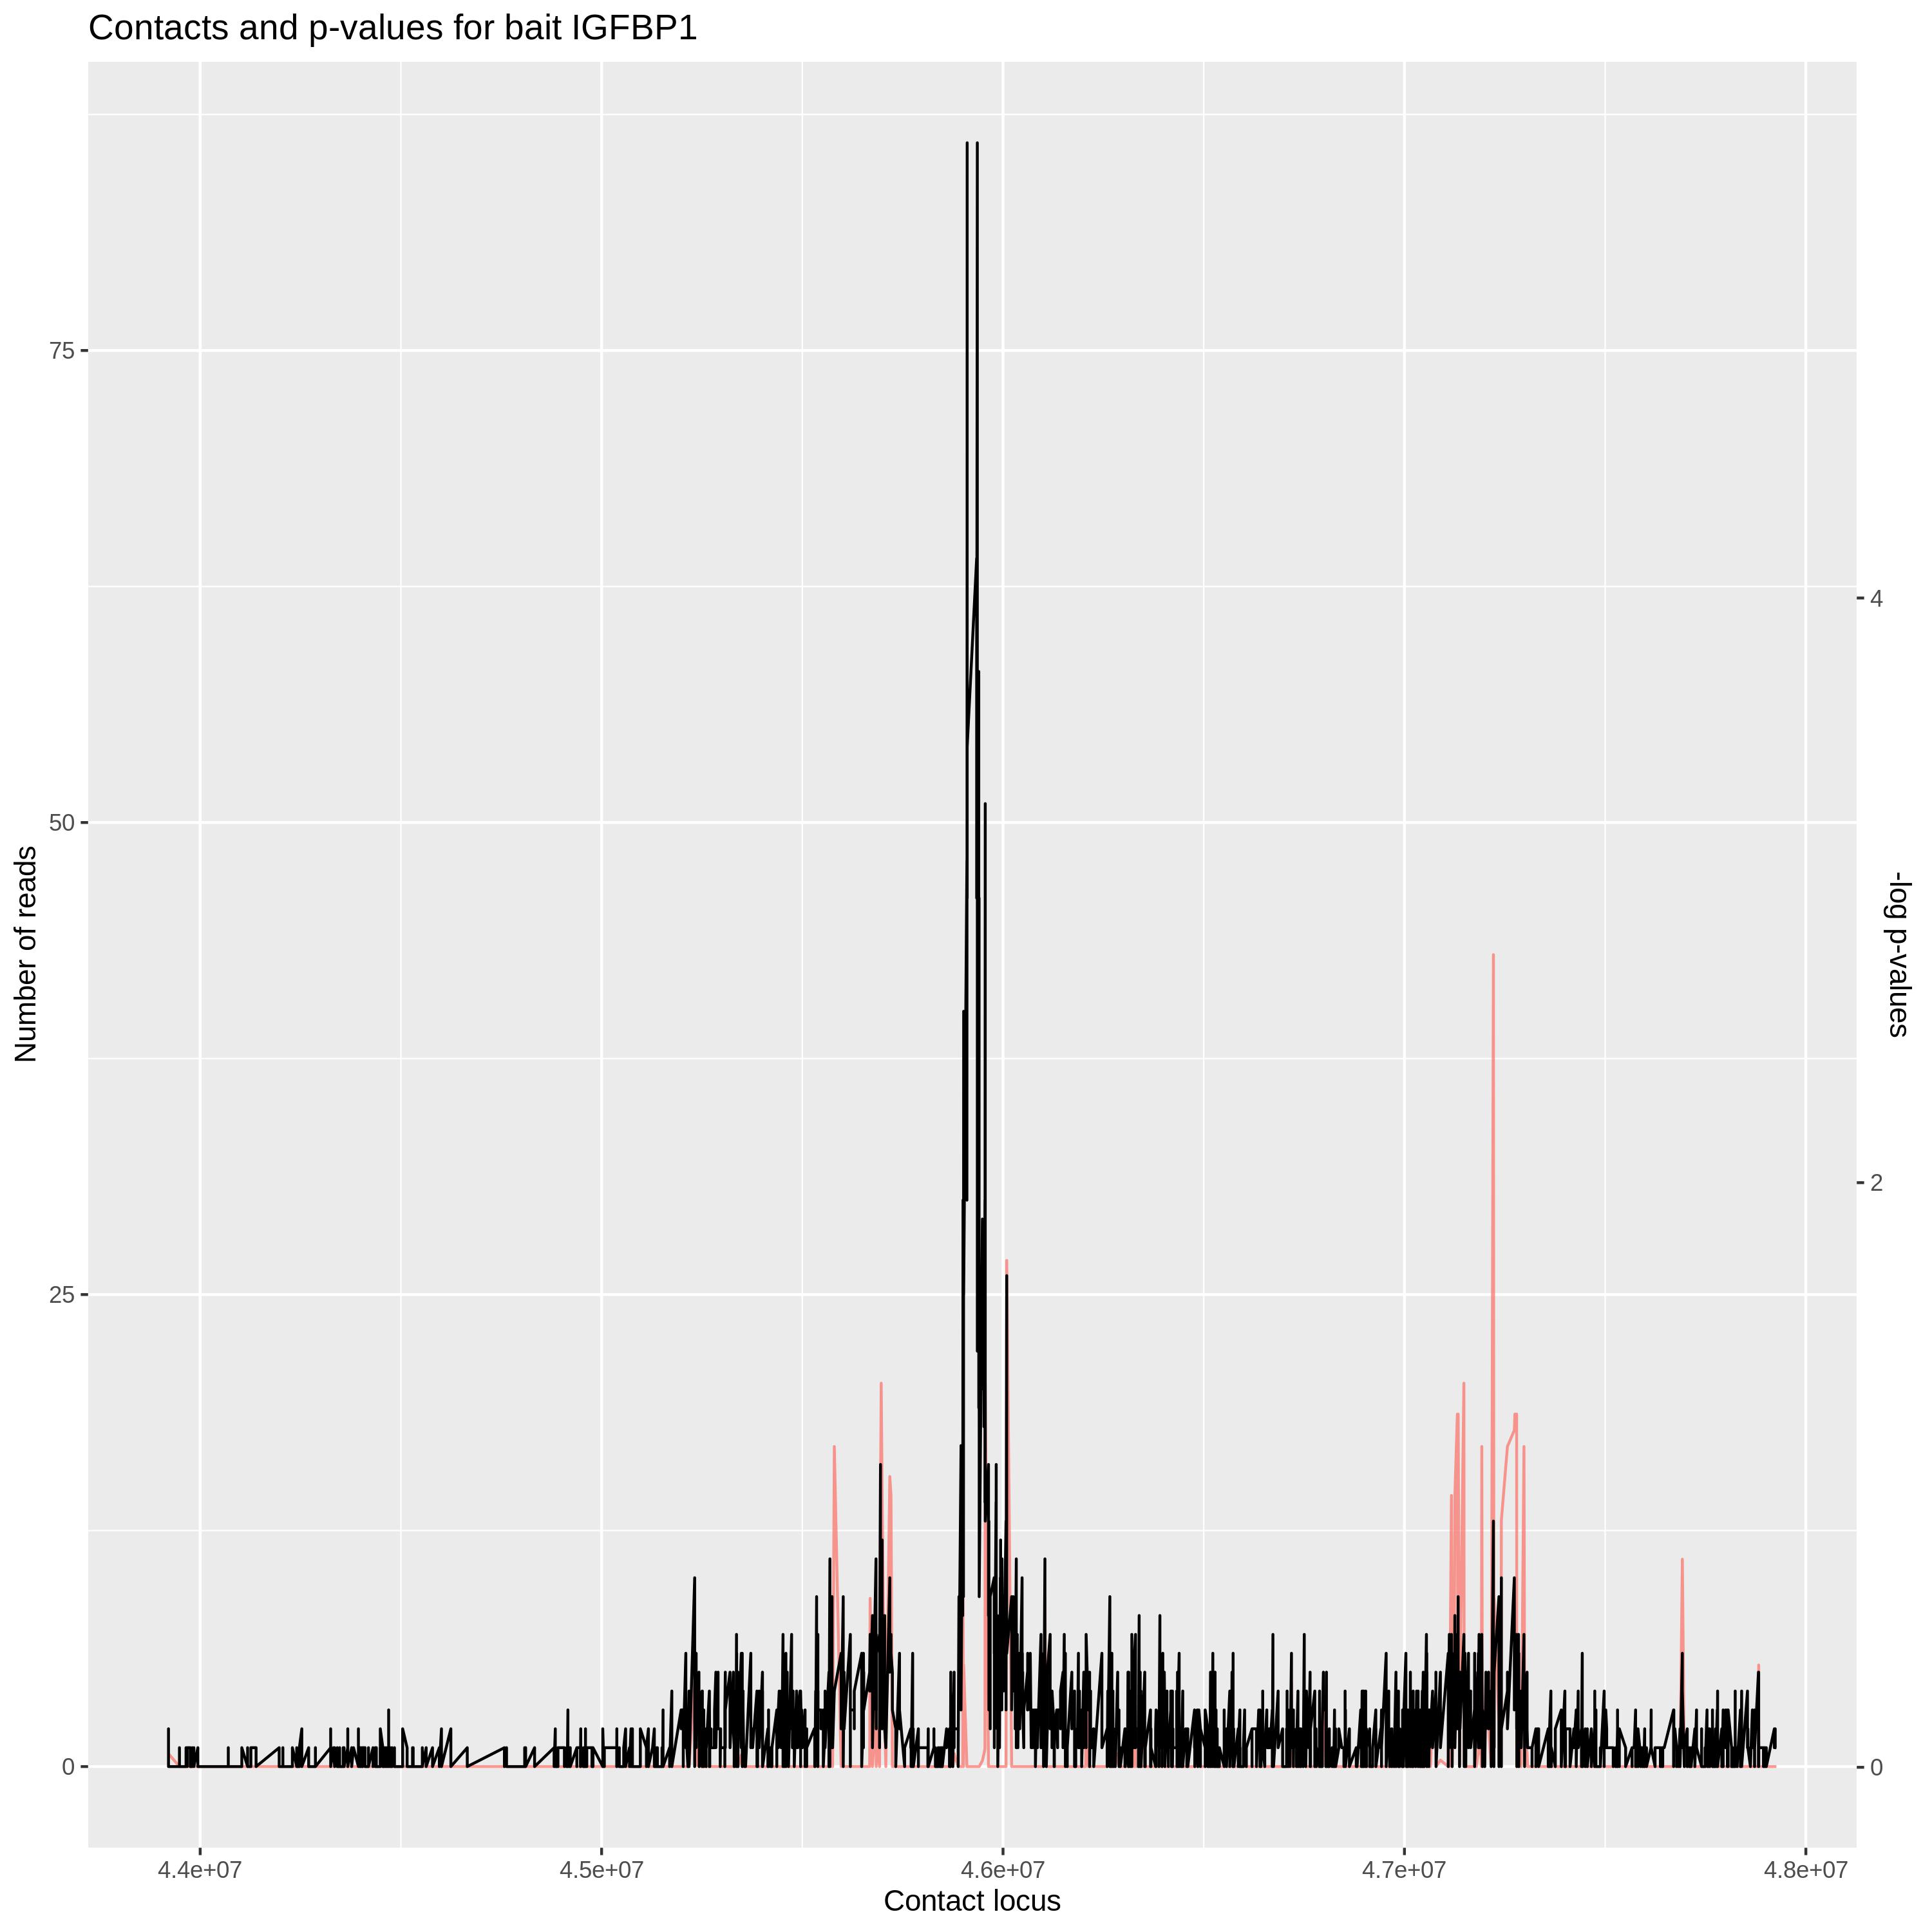 Contacts and p-values for bait IGFBP1
Number of reads
75
50
25
0
-log p-values
4
2
0
4.4e+07
4.5e+07
4.6e+07
4.7e+07
4.8e+07
Contact locus